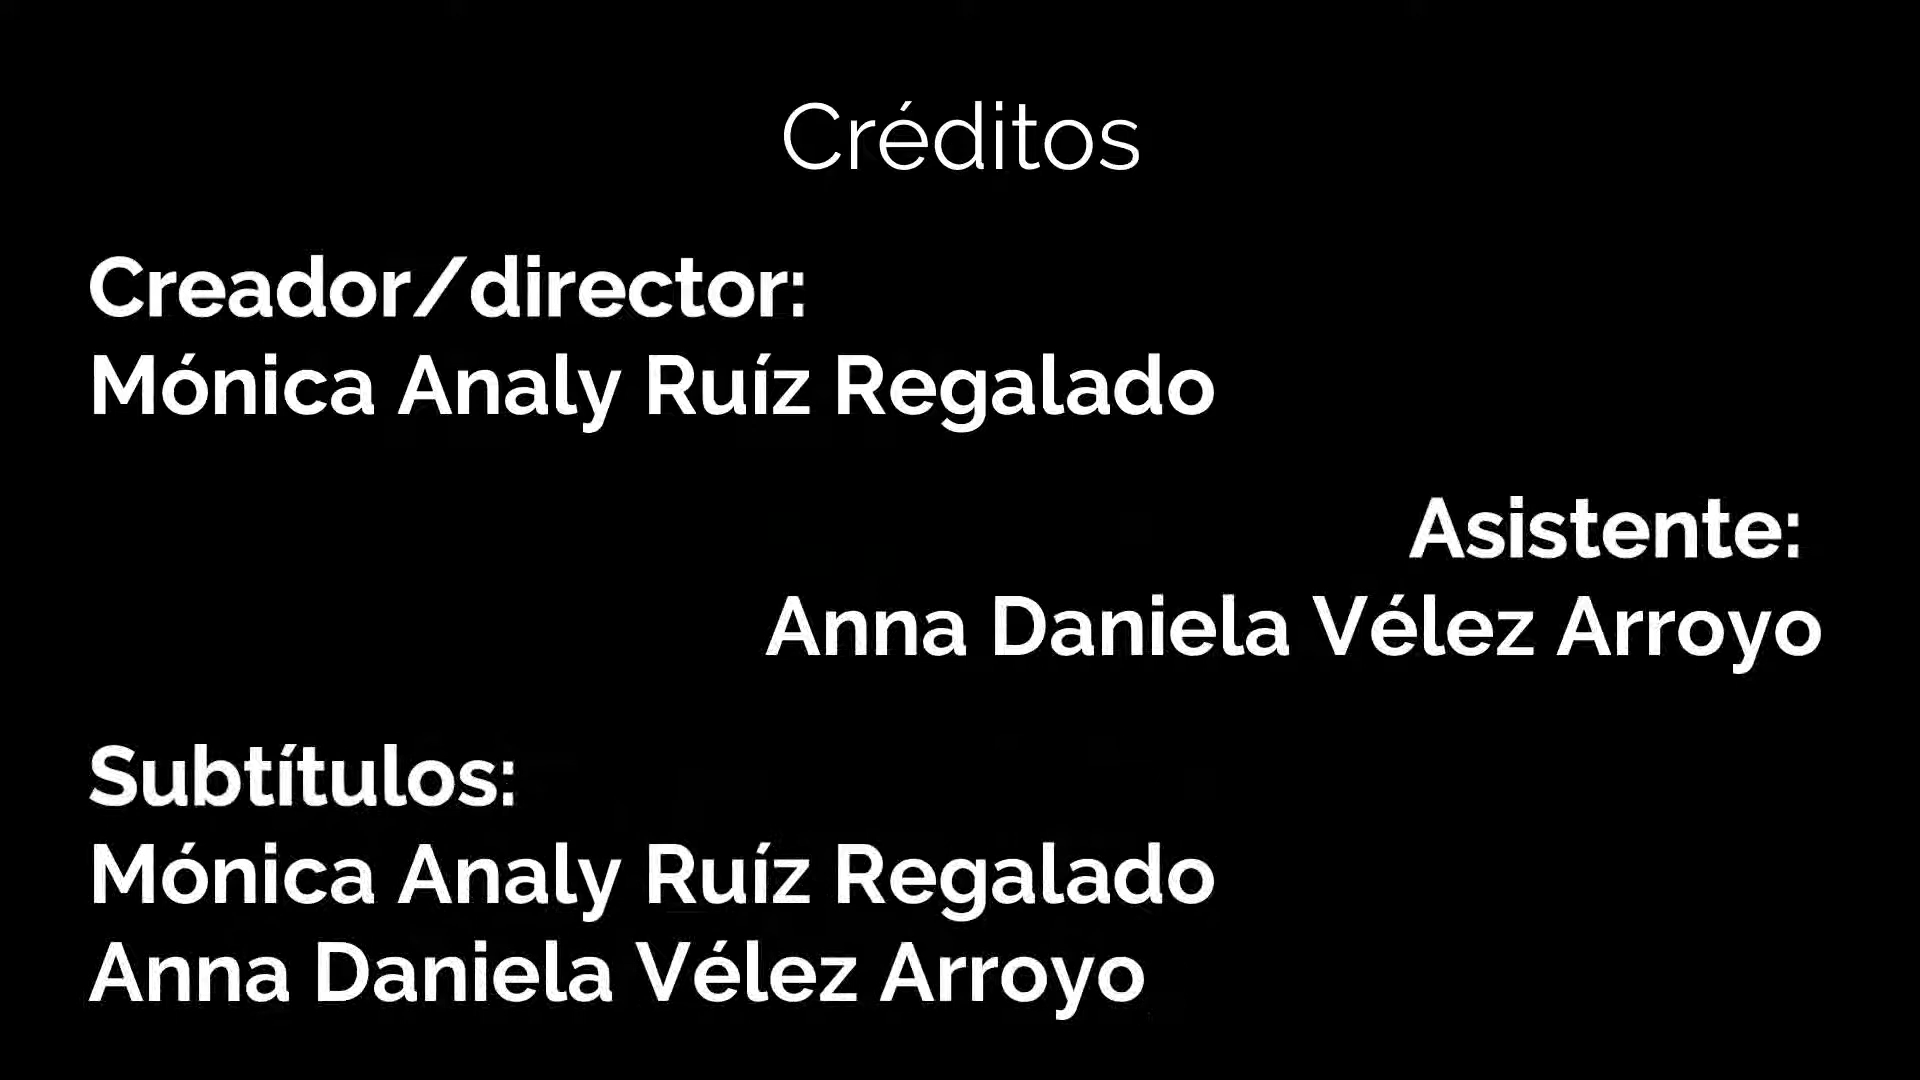 Créditos
Creador/director:
Mónica Analy Ruíz Regalado
Asistente:
Anna Daniela Vélez Arroyo
Subtítulos:
Mónica Analy Ruíz Regalado
Anna Daniela Vélez Arroyo